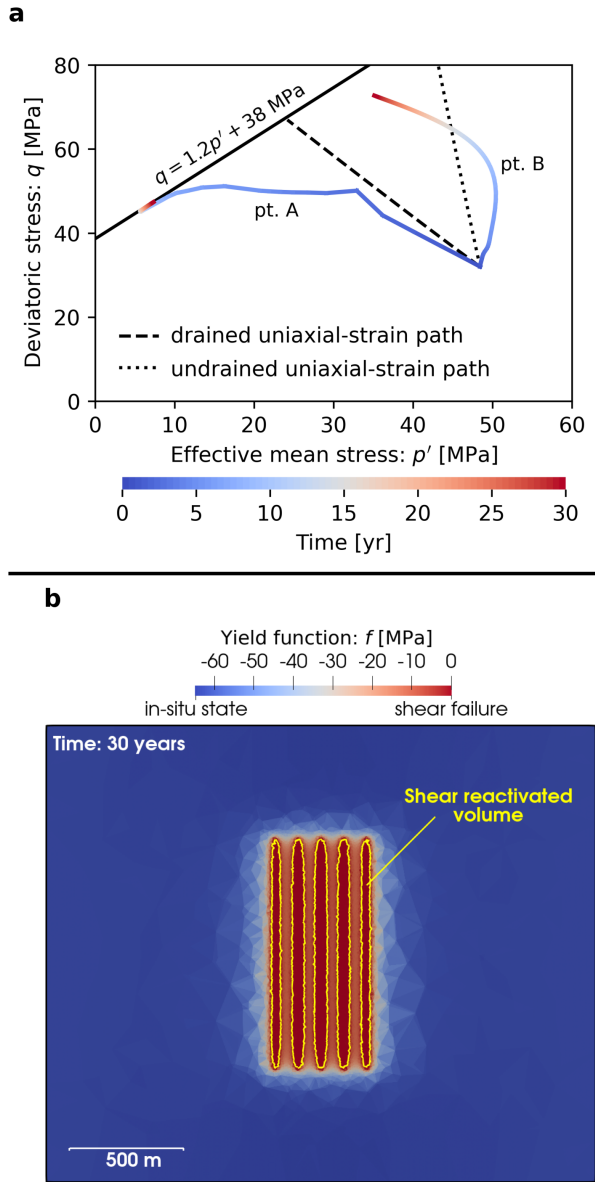 a
80
60
40
20
0
Deviatoric stress: q [MPa]
q = 1.2p′ + 38 MPa
pt. A
pt. B
drained uniaxial-strain path
undrained uniaxial-strain path
0 10 20 30 40 50 60
Effective mean stress: p′ [MPa]
0 5 10 15 20 25 30
Time [yr]
b
Yield function: f [MPa]
-60 -50 -40 -30 -20 -10 0
in-situ state shear failure
Time: 30 years
Shear reactivated
volume
500 m